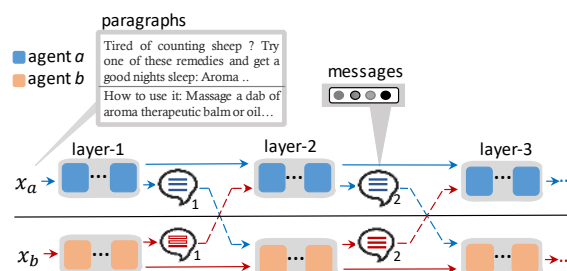 paragraphs
agent a
agent b
Tired of counting sheep ? Try
one of these remedies and get a
good nights sleep: Aroma ..
How to use it: Massage a dab of
aroma therapeutic balm or oil...
messages
layer-1
layer-2
layer-3
x_a
... 
1
...
2
...
...
x_b
...
1
...
2
...
...